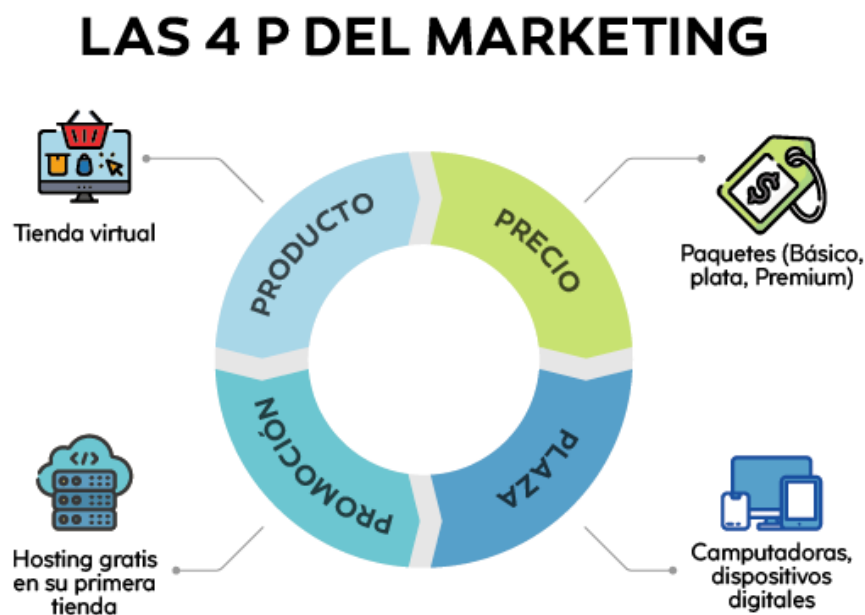 LAS 4 P DEL MARKETING
PRODUCTO
PRECIO
Tienda virtual
Paquetes (Básico,
plata, Premium)
$
PROMOCIÓN
PLAZA
</>
Hosting gratis
en su primera
tienda
Camputadoras,
dispositivos
digitales